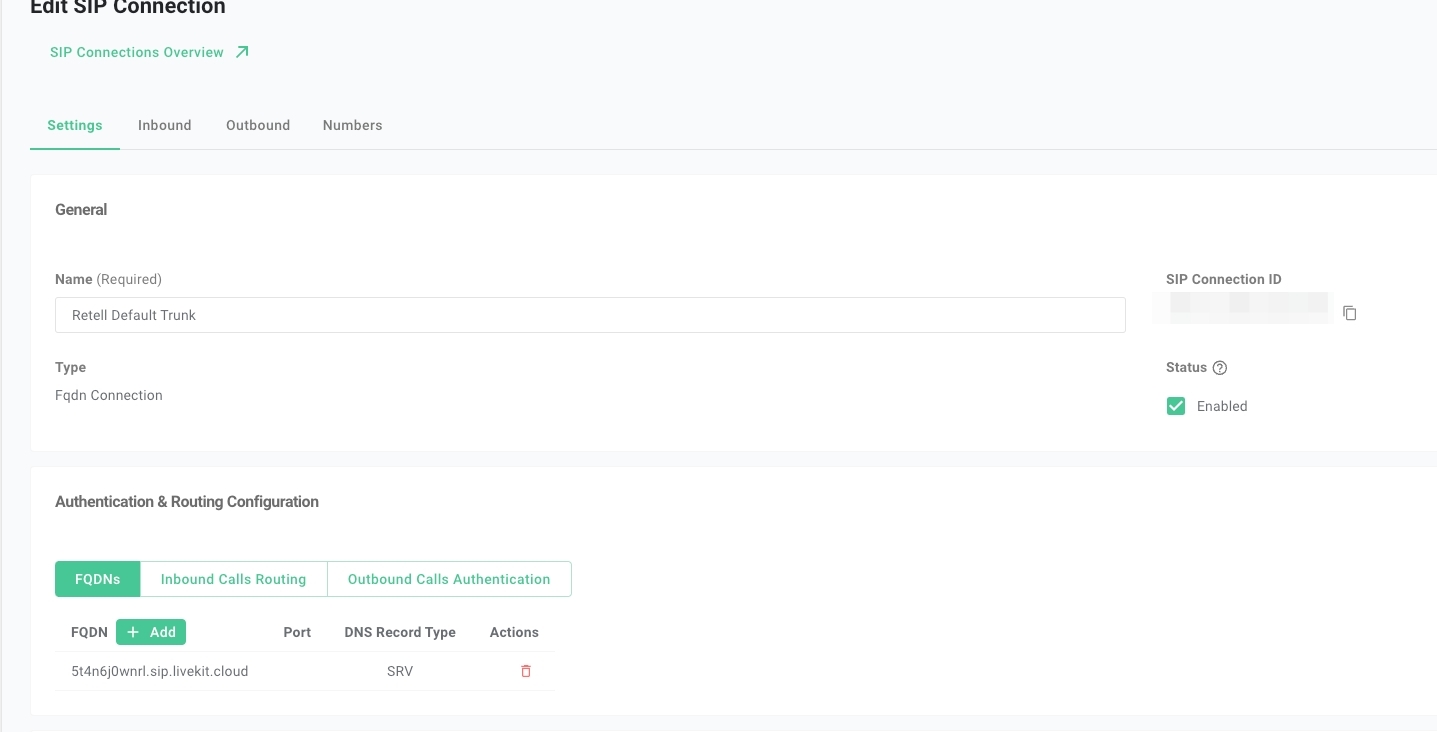 Edit SIP Connection
SIP Connections Overview
Settings Inbound Outbound Numbers
General
Name (Required) SIP Connection ID
Retell Default Trunk
Type Status
Fqdn Connection
Enabled
Authentication & Routing Configuration
FQDNs Inbound Calls Routing Outbound Calls Authentication
FQDN + Add Port DNS Record Type Actions
5t4n6j0wnrl.sip.livekit.cloud SRV